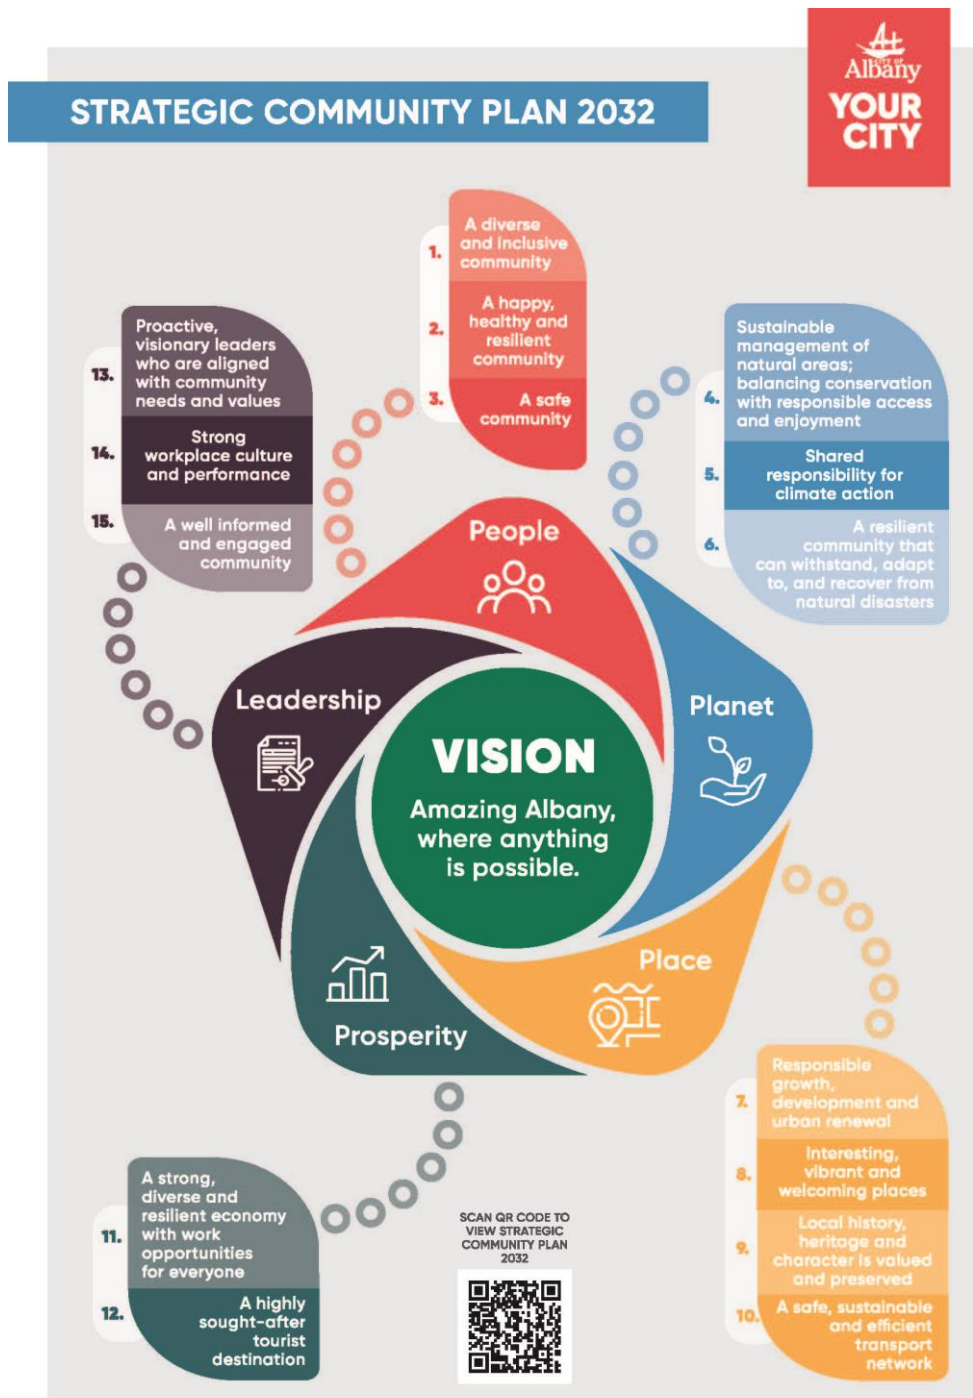 CITY OF
Albany
YOUR
CITY
STRATEGIC COMMUNITY PLAN 2032
1.
A diverse
and inclusive
community
2.
A happy,
healthy and
resilient
community
3.
A safe
community
13.
Proactive,
visionary leaders
who are aligned
with community
needs and values
14.
Strong
workplace culture
and performance
15.
A well informed
and engaged
community
4.
Sustainable
management of
natural areas;
balancing conservation
with responsible access
and enjoyment
5.
Shared
responsibility for
climate action
6.
A resilient
community that
can withstand, adapt
to, and recover from
natural disasters
People
Leadership
Planet
VISION
Amazing Albany,
where anything
is possible.
Place
Prosperity
7.
Responsible
growth,
development and
urban renewal
8.
Interesting,
vibrant and
welcoming places
9.
Local history,
heritage and
character is valued
and preserved
10.
A safe, sustainable
and efficient
transport
network
11.
A strong,
diverse and
resilient economy
with work
opportunities
for everyone
12.
A highly
sought-after
tourist
destination
SCAN QR CODE TO
VIEW STRATEGIC
COMMUNITY PLAN
2032